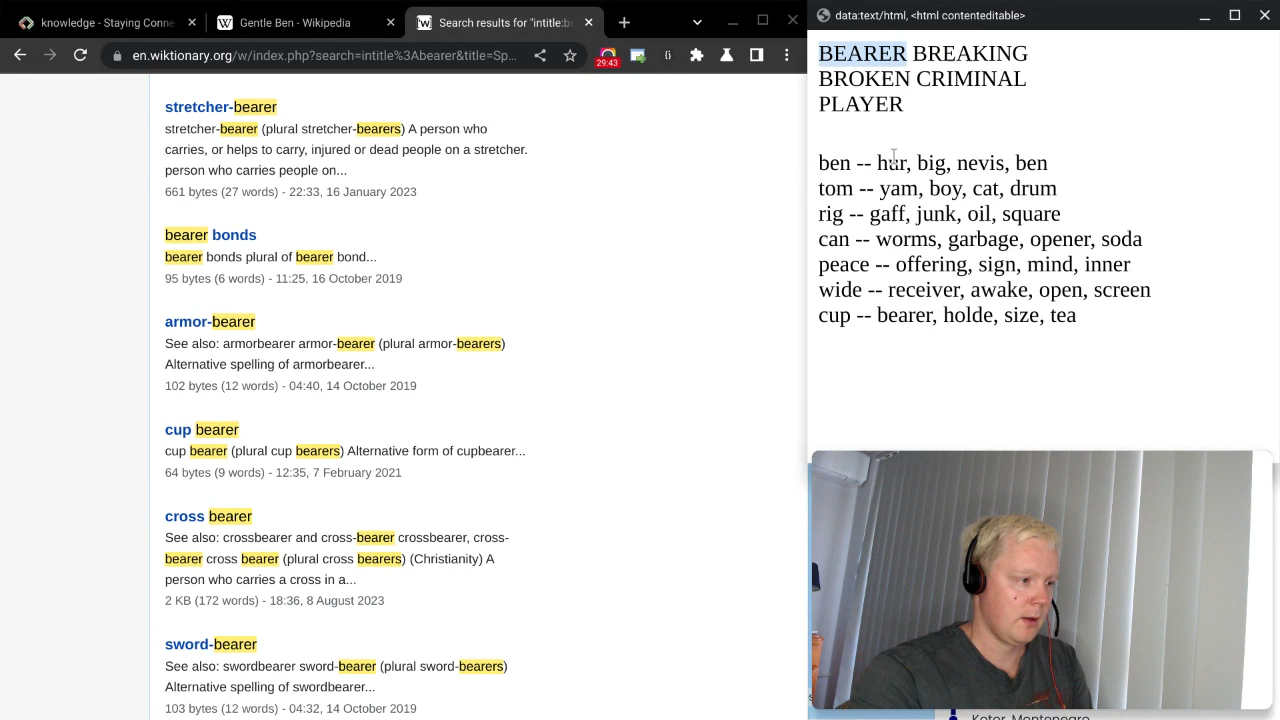 knowledge - Staying Conne
Gentle Ben - Wikipedia
Search results for "intitle:be
en.wiktionary.org/w/index.php?search=intitle%3Abearer&title=Sp...
29:43
stretcher-bearer
stretcher-bearer (plural stretcher-bearers) A person who
carries, or helps to carry, injured or dead people on a stretcher.
person who carries people on...
661 bytes (27 words) - 22:33, 16 January 2023
bearer bonds
bearer bonds plural of bearer bond...
95 bytes (6 words) - 11:25, 16 October 2019
armor-bearer
See also: armorbearer armor-bearer (plural armor-bearers)
Alternative spelling of armorbearer...
102 bytes (12 words) - 04:40, 14 October 2019
cup bearer
cup bearer (plural cup bearers) Alternative form of cupbearer...
64 bytes (9 words) - 12:35, 7 February 2021
cross bearer
See also: crossbearer and cross-bearer crossbearer, cross-
bearer cross bearer (plural cross bearers) (Christianity) A
person who carries a cross in a...
2 KB (172 words) - 18:36, 8 August 2023
sword-bearer
See also: swordbearer sword-bearer (plural sword-bearers)
Alternative spelling of swordbearer...
103 bytes (12 words) - 04:32, 14 October 2019
data:text/html, <html contenteditable>
BEARER BREAKING
BROKEN CRIMINAL
PLAYER
ben -- hur, big, nevis, ben
tom -- yam, boy, cat, drum
rig -- gaff, junk, oil, square
can -- worms, garbage, opener, soda
peace -- offering, sign, mind, inner
wide -- receiver, awake, open, screen
cup -- bearer, holde, size, tea
Kotor, Montenegro